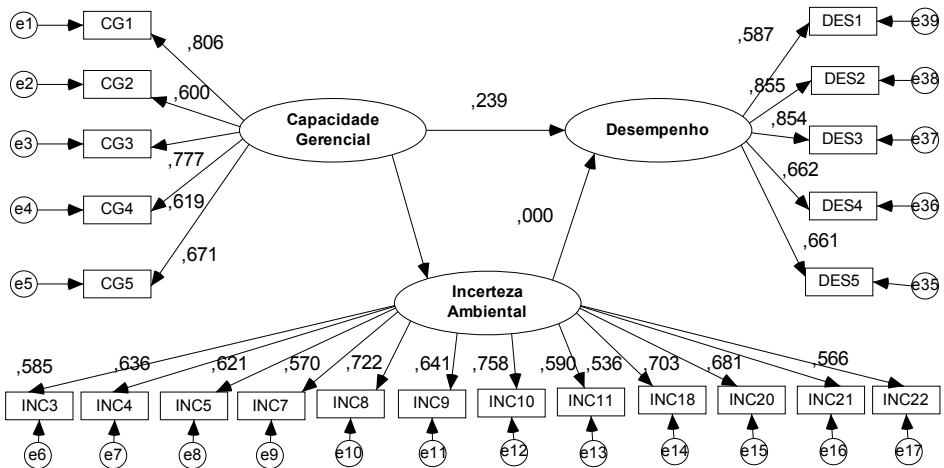 e1
CG1
DES1
e39
,806
,587
e2
CG2
DES2
e38
,600
,855
,239
Capacidade
Gerencial
Desempenho
e3
CG3
DES3
e37
,854
,777
,662
e4
CG4
,619
DES4
e36
,000
,671
,661
e5
CG5
DES5
e35
Incerteza
Ambiental
,585
,636
,621
,570
,722
,641
,758
,590
,536
,703
,681
,566
INC3
INC4
INC5
INC7
INC8
INC9
INC10
INC11
INC18
INC20
INC21
INC22
e6
e7
e8
e9
e10
e11
e12
e13
e14
e15
e16
e17